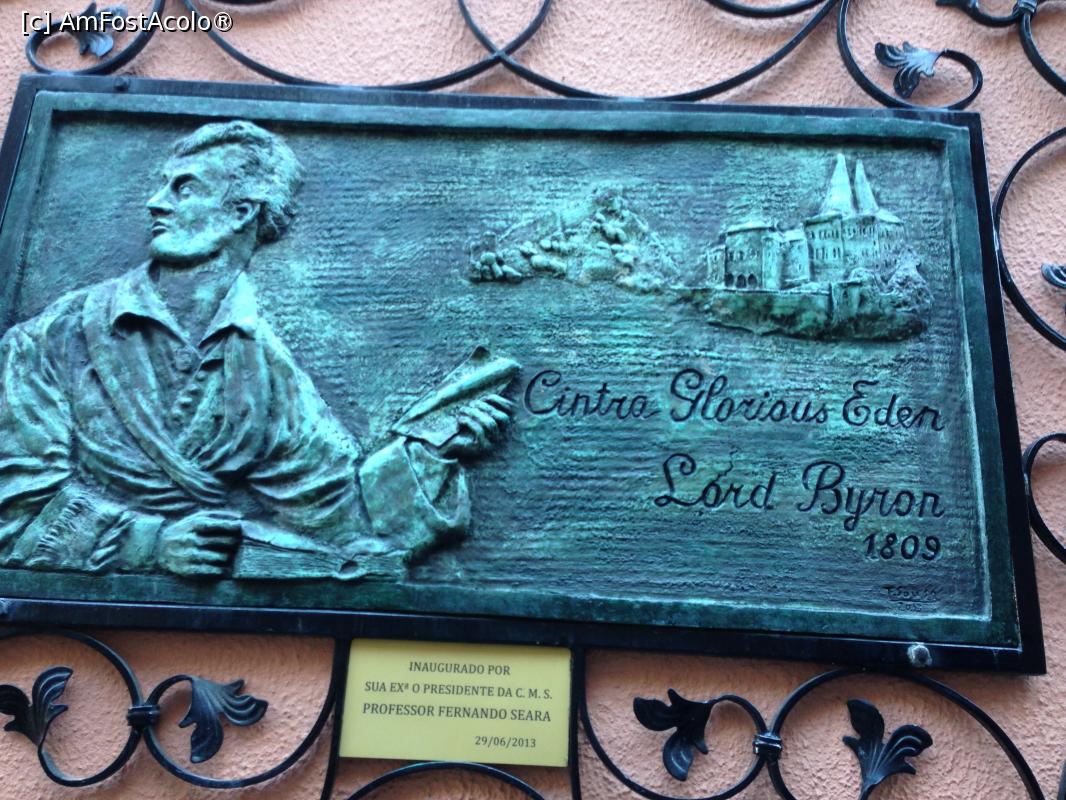 [c] AmFostAcolo®
Cintra Glorious Eden
Lord Byron
1809
INAUGURADO POR
SUA EXª O PRESIDENTE DA C. M. S.
PROFESSOR FERNANDO SEARA
29/06/2013